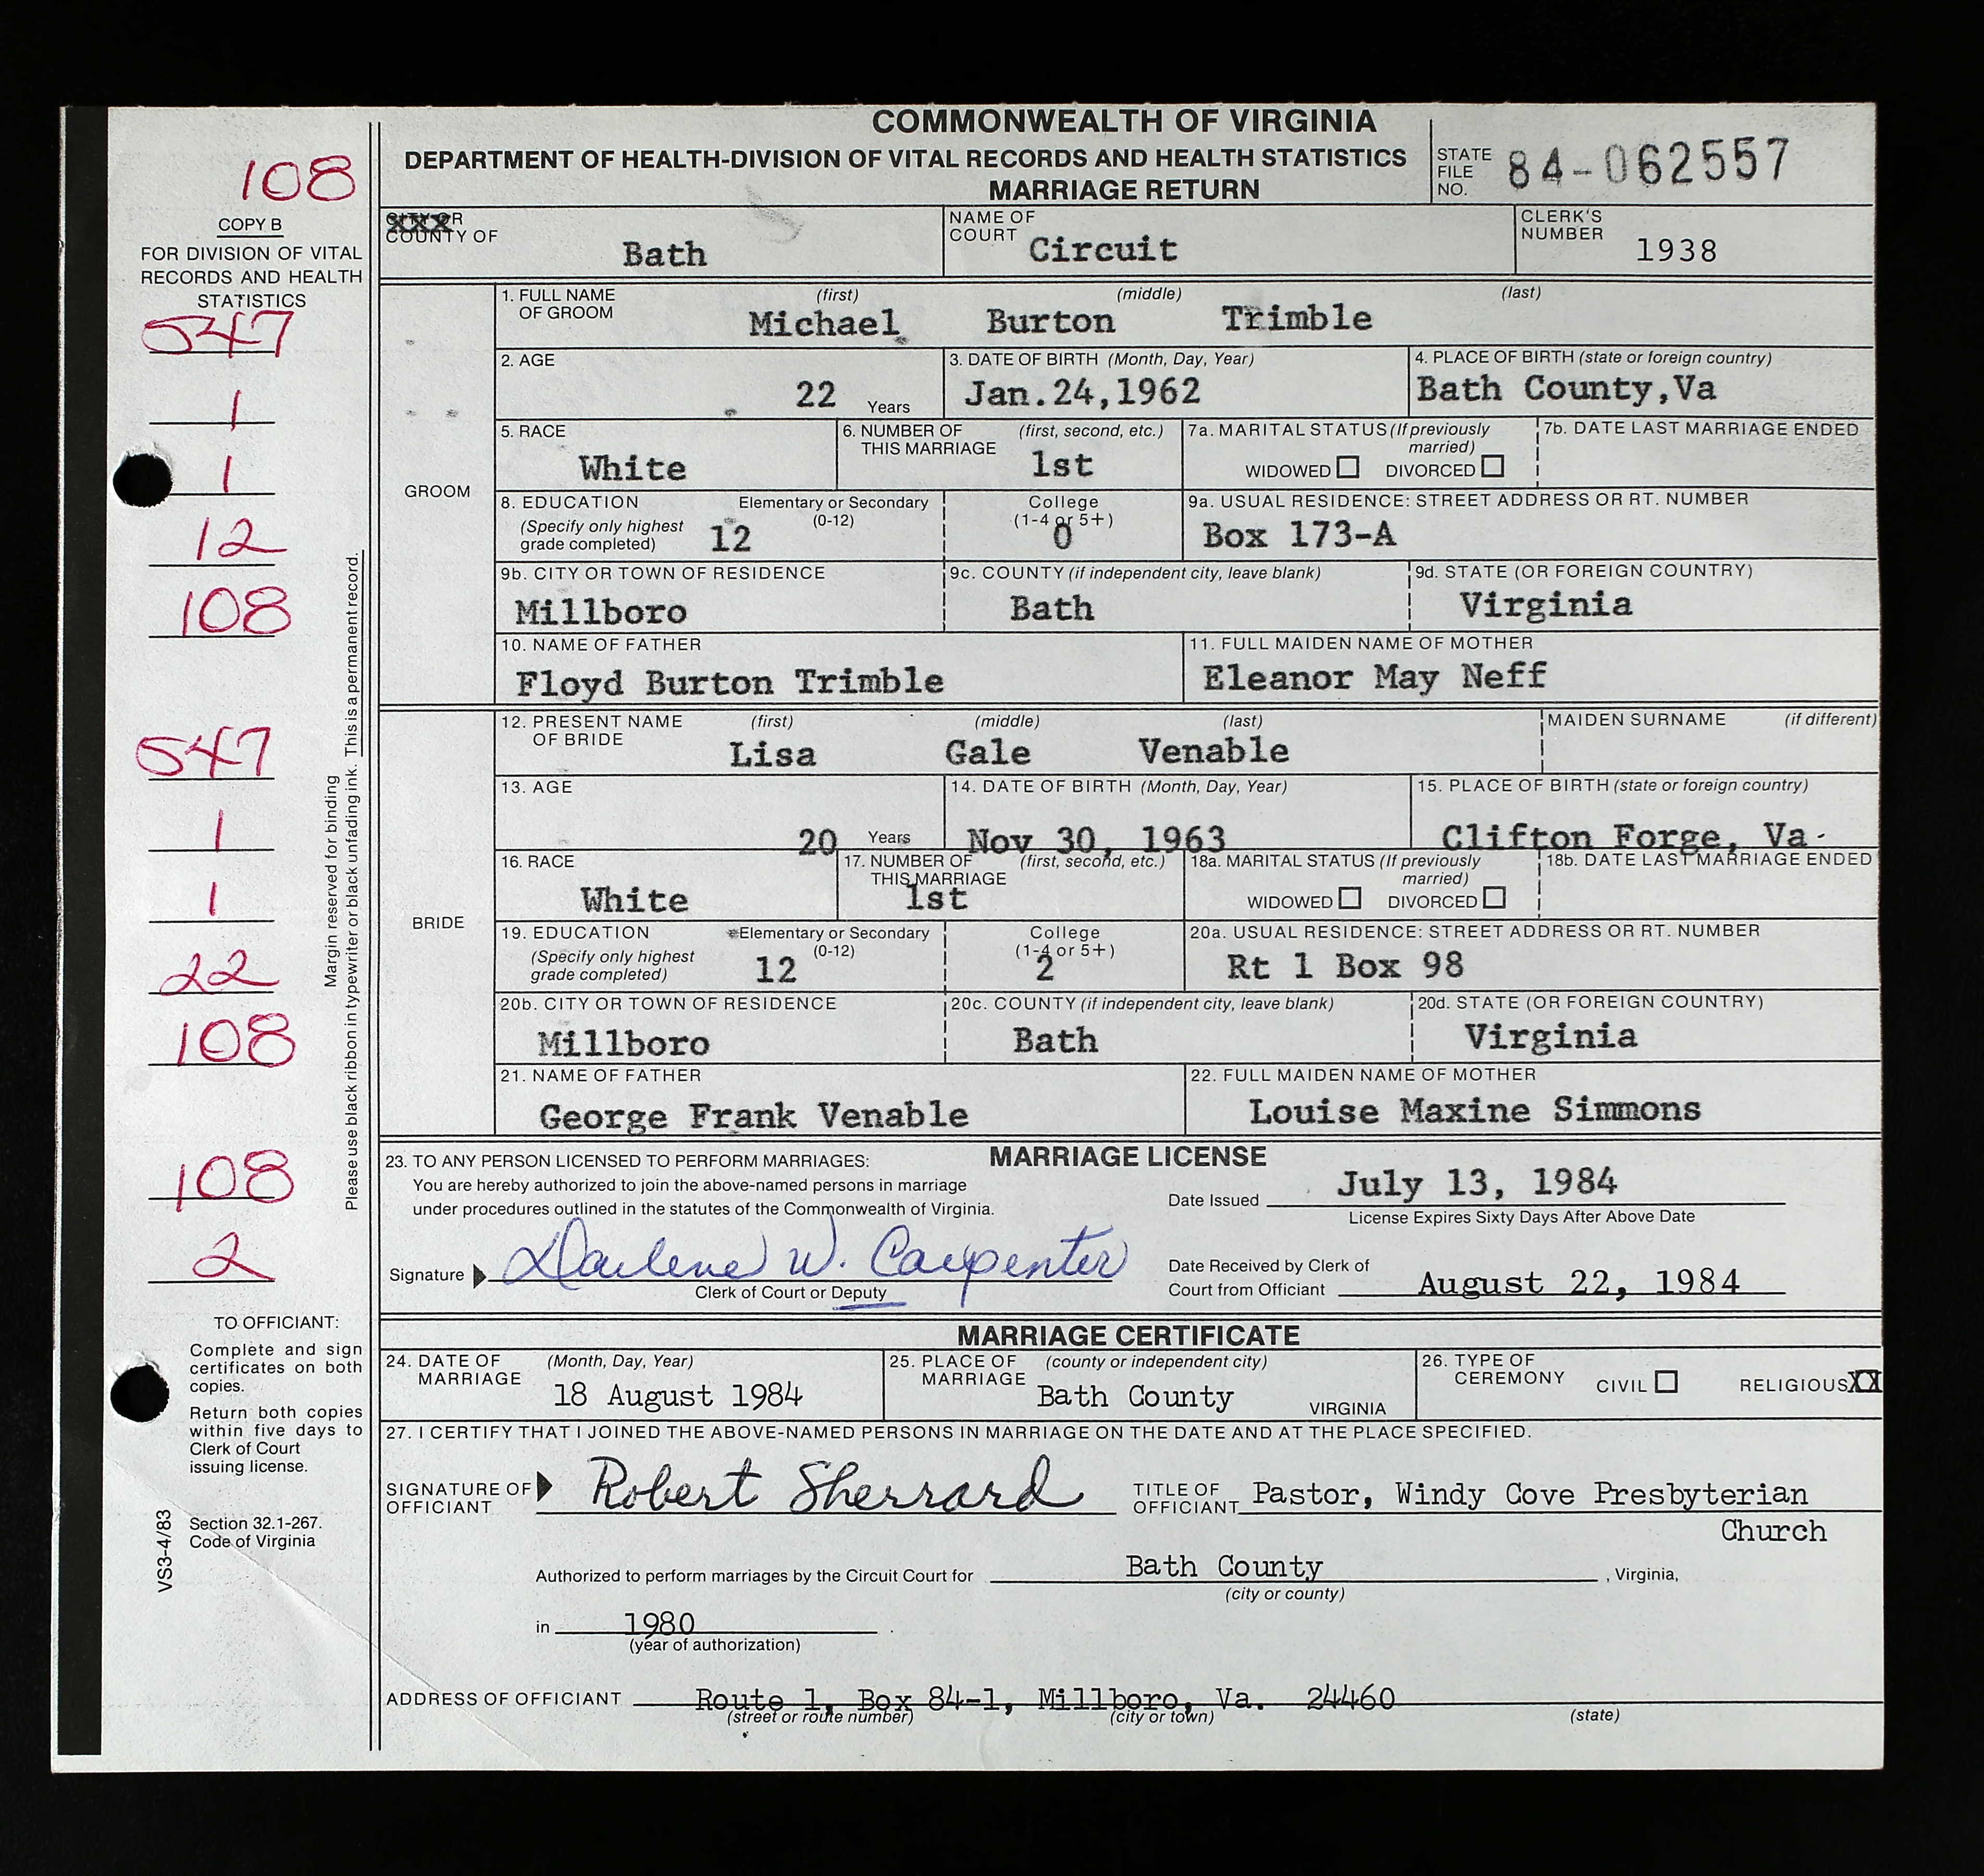 COMMONWEALTH OF VIRGINIA
DEPARTMENT OF HEALTH-DIVISION OF VITAL RECORDS AND HEALTH STATISTICS
MARRIAGE RETURN
STATE FILE NO. 84-062557
108
COPY B
FOR DIVISION OF VITAL
RECORDS AND HEALTH
STATISTICS
547
1
1
12
108
547
1
1
22
108
108
2
Margin reserved for binding
Please use black ribbon in typewriter or black unfading ink. This is a permanent record.
TO OFFICIANT:
Complete and sign
certificates on both
copies.
Return both copies
within five days to
Clerk of Court
issuing license.
Section 32.1-267.
Code of Virginia
VS3-4/83
CITY OR
COUNTY OF Bath
NAME OF COURT Circuit
CLERK'S NUMBER 1938
GROOM
1. FULL NAME OF GROOM (first) (middle) (last)
Michael Burton Trimble
2. AGE 22 Years
3. DATE OF BIRTH (Month, Day, Year) Jan.24,1962
4. PLACE OF BIRTH (state or foreign country) Bath County,Va
5. RACE White
6. NUMBER OF THIS MARRIAGE (first, second, etc.) 1st
7a. MARITAL STATUS (If previously married) WIDOWED DIVORCED
7b. DATE LAST MARRIAGE ENDED
8. EDUCATION (Specify only highest grade completed) Elementary or Secondary (0-12) 12
College (1-4 or 5+) 0
9a. USUAL RESIDENCE: STREET ADDRESS OR RT. NUMBER Box 173-A
9b. CITY OR TOWN OF RESIDENCE Millboro
9c. COUNTY (if independent city, leave blank) Bath
9d. STATE (OR FOREIGN COUNTRY) Virginia
10. NAME OF FATHER Floyd Burton Trimble
11. FULL MAIDEN NAME OF MOTHER Eleanor May Neff
BRIDE
12. PRESENT NAME OF BRIDE (first) (middle) (last)
Lisa Gale Venable
MAIDEN SURNAME (if different)
13. AGE 20 Years
14. DATE OF BIRTH (Month, Day, Year) Nov 30, 1963
15. PLACE OF BIRTH (state or foreign country) Clifton Forge, Va.
16. RACE White
17. NUMBER OF THIS MARRIAGE (first, second, etc.) 1st
18a. MARITAL STATUS (If previously married) WIDOWED DIVORCED
18b. DATE LAST MARRIAGE ENDED
19. EDUCATION (Specify only highest grade completed) Elementary or Secondary (0-12) 12
College (1-4 or 5+) 2
20a. USUAL RESIDENCE: STREET ADDRESS OR RT. NUMBER Rt 1 Box 98
20b. CITY OR TOWN OF RESIDENCE Millboro
20c. COUNTY (if independent city, leave blank) Bath
20d. STATE (OR FOREIGN COUNTRY) Virginia
21. NAME OF FATHER George Frank Venable
22. FULL MAIDEN NAME OF MOTHER Louise Maxine Simmons
MARRIAGE LICENSE
23. TO ANY PERSON LICENSED TO PERFORM MARRIAGES:
You are hereby authorized to join the above-named persons in marriage
under procedures outlined in the statutes of the Commonwealth of Virginia.
Date Issued July 13, 1984
License Expires Sixty Days After Above Date
Signature Darlene W. Carpenter
Clerk of Court or Deputy
Date Received by Clerk of
Court from Officiant August 22, 1984
MARRIAGE CERTIFICATE
24. DATE OF MARRIAGE (Month, Day, Year) 18 August 1984
25. PLACE OF MARRIAGE (county or independent city) Bath County VIRGINIA
26. TYPE OF CEREMONY CIVIL RELIGIOUS XX
27. I CERTIFY THAT I JOINED THE ABOVE-NAMED PERSONS IN MARRIAGE ON THE DATE AND AT THE PLACE SPECIFIED.
SIGNATURE OF OFFICIANT Robert Sherrard
TITLE OF OFFICIANT Pastor, Windy Cove Presbyterian
Church
Authorized to perform marriages by the Circuit Court for Bath County , Virginia,
(city or county)
in 1980 .
(year of authorization)
ADDRESS OF OFFICIANT Route 1, Box 84-1, Millboro, Va. 24460
(street or route number) (city or town) (state)